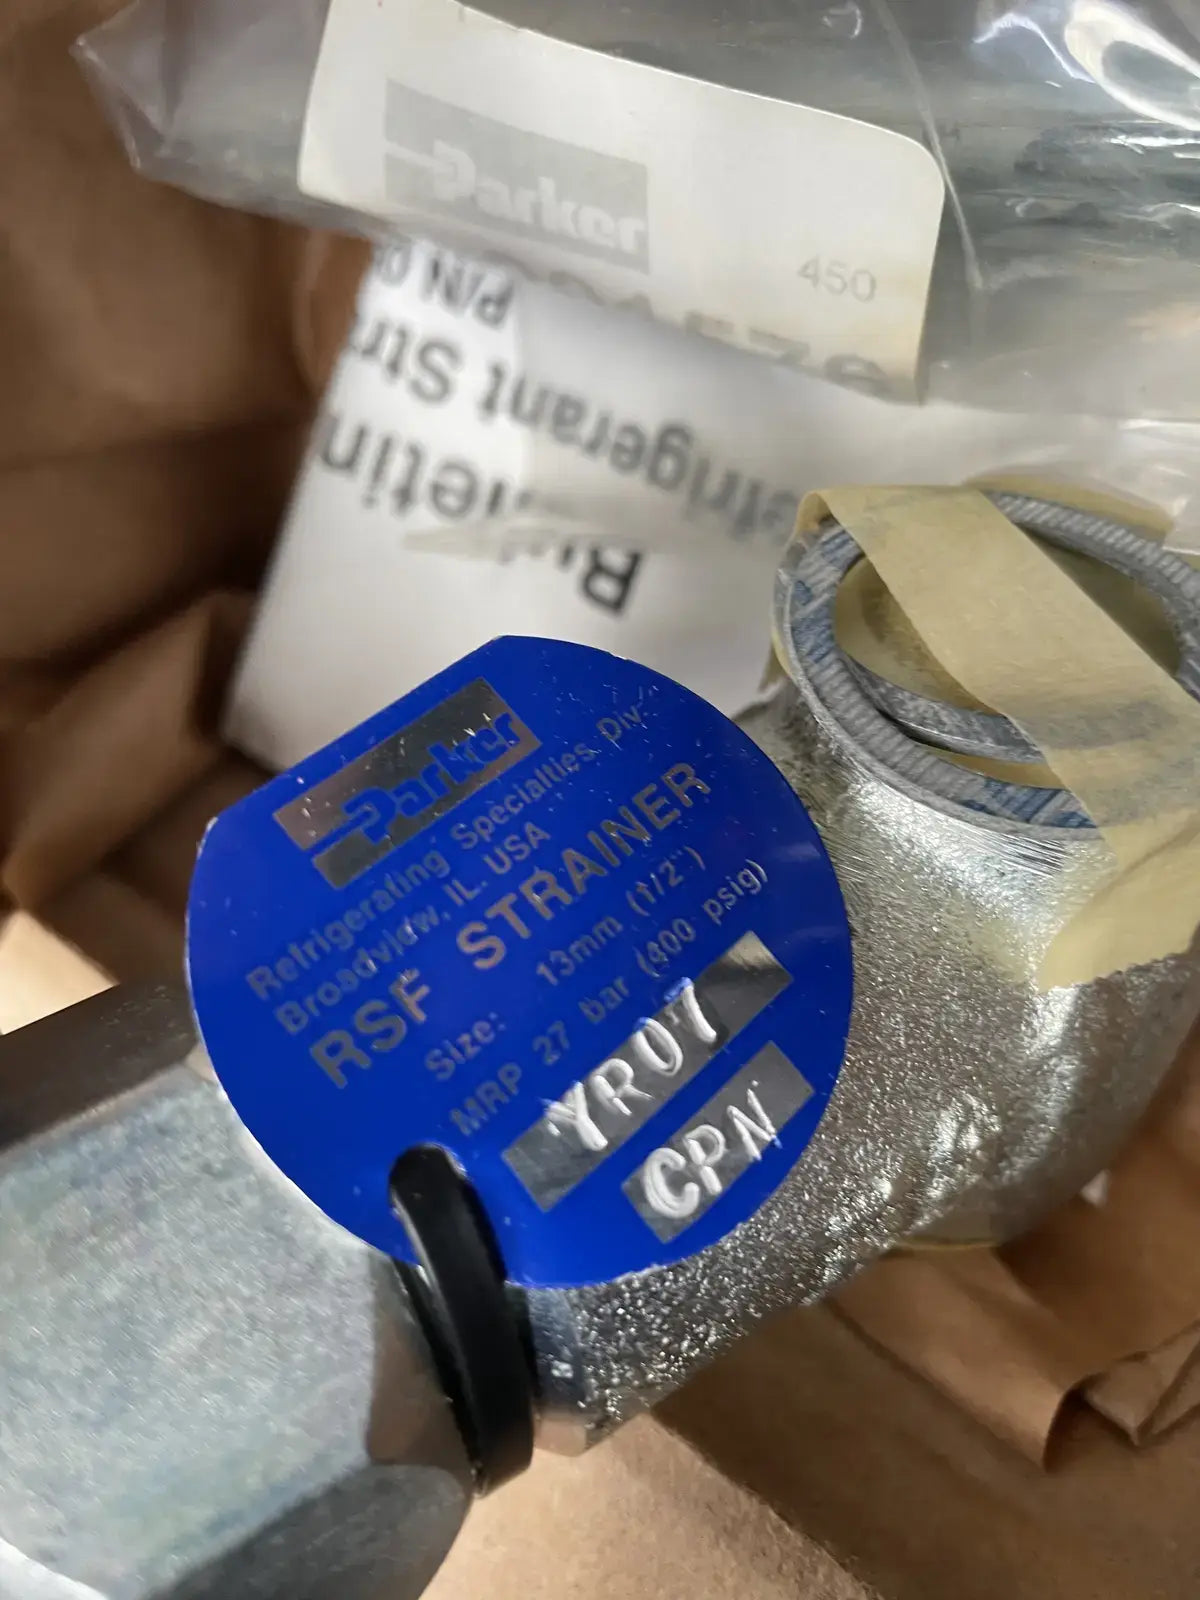 Parker
450
P/N
Refrigerant
Bulletin
Parker
Refrigerating Specialties Div.
Broadview, IL. USA
RSF STRAINER
Size: 13mm (1/2")
MRP 27 bar (400 psig)
YR07
CPN